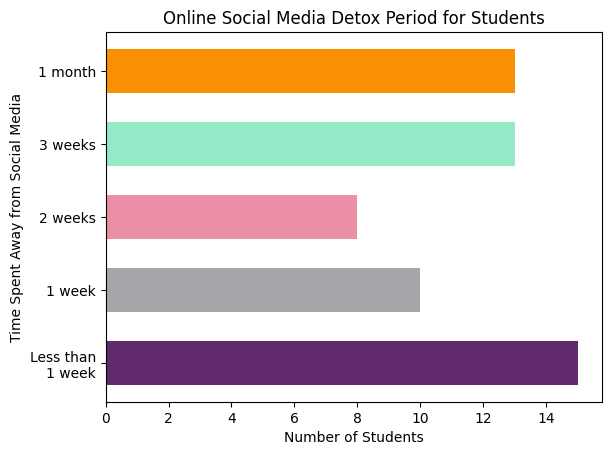 Online Social Media Detox Period for Students
Time Spent Away from Social Media
1 month
3 weeks
2 weeks
1 week
Less than
1 week
0 2 4 6 8 10 12 14
Number of Students